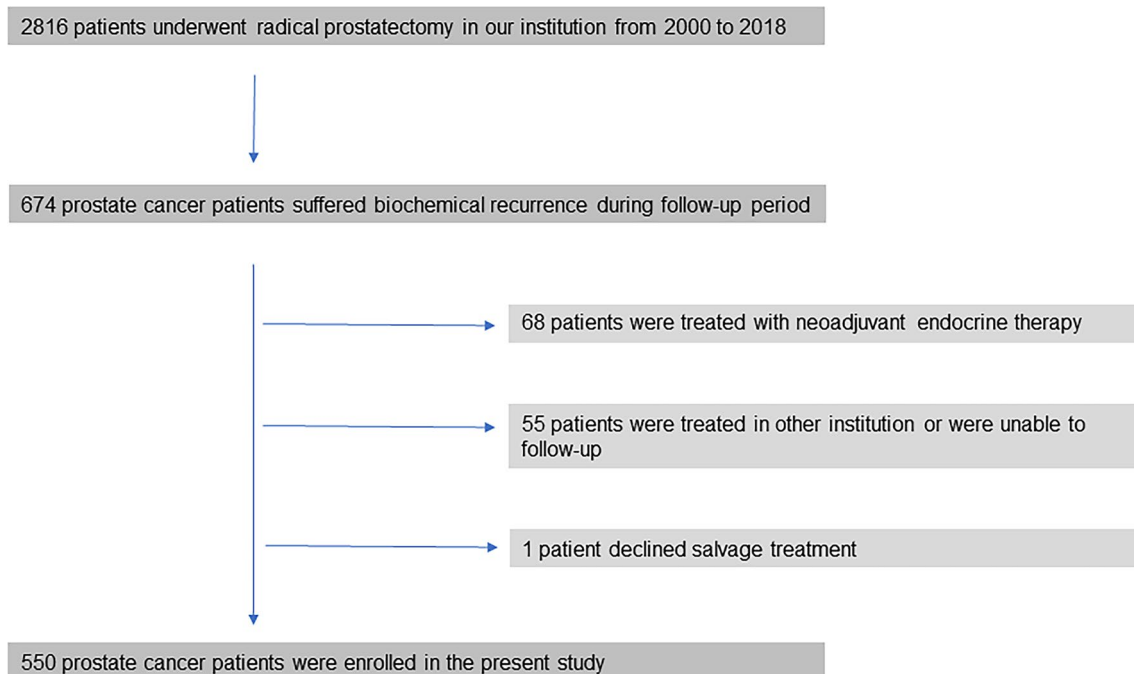 2816 patients underwent radical prostatectomy in our institution from 2000 to 2018
674 prostate cancer patients suffered biochemical recurrence during follow-up period
68 patients were treated with neoadjuvant endocrine therapy
55 patients were treated in other institution or were unable to
follow-up
1 patient declined salvage treatment
550 prostate cancer patients were enrolled in the present study